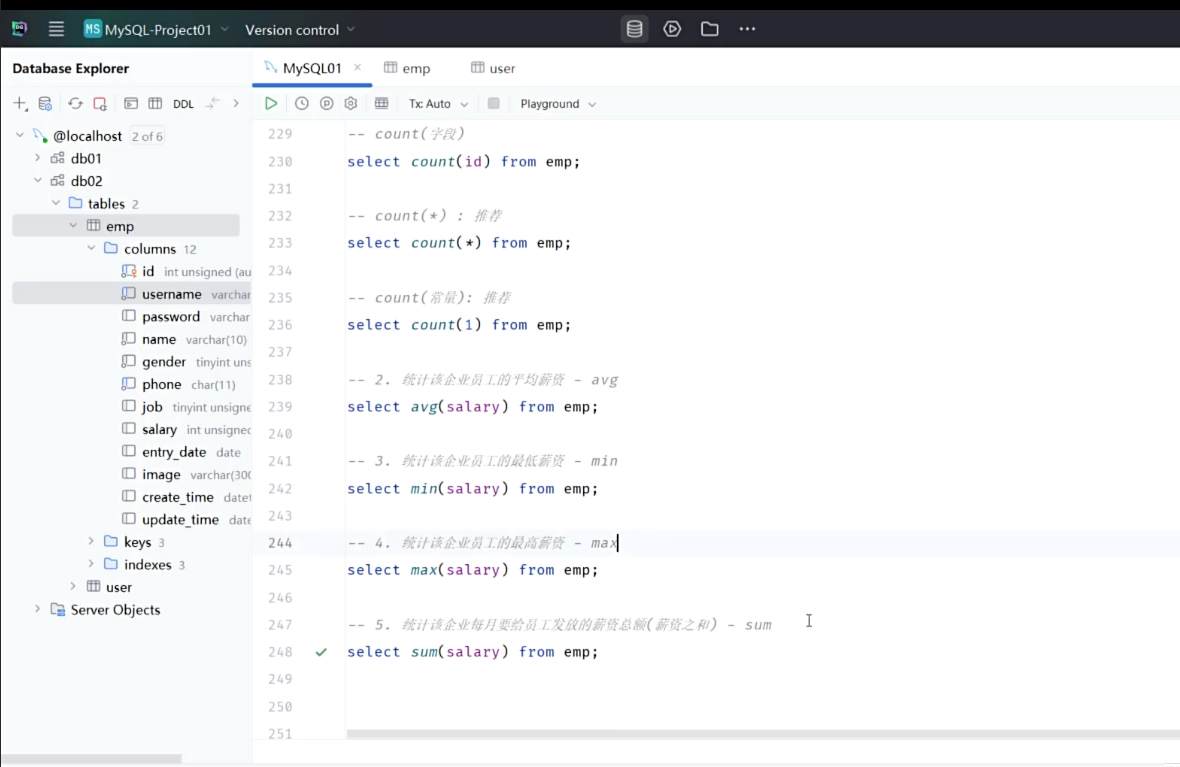 DG
MS MySQL-Project01 Version control
Database Explorer
MySQL01 emp user
DDL
Tx: Auto Playground
@localhost 2 of 6
db01
db02
tables 2
emp
columns 12
id int unsigned (au
username varchar
password varchar
name varchar(10)
gender tinyint uns
phone char(11)
job tinyint unsigne
salary int unsigned
entry_date date
image varchar(300
create_time datet
update_time date
keys 3
indexes 3
user
Server Objects
229 -- count(字段)
230 select count(id) from emp;
231
232 -- count(*) : 推荐
233 select count(*) from emp;
234
235 -- count(常量): 推荐
236 select count(1) from emp;
237
238 -- 2. 统计该企业员工的平均薪资 - avg
239 select avg(salary) from emp;
240
241 -- 3. 统计该企业员工的最低薪资 - min
242 select min(salary) from emp;
243
244 -- 4. 统计该企业员工的最高薪资 - max
245 select max(salary) from emp;
246
247 -- 5. 统计该企业每月要给员工发放的薪资总额(薪资之和) - sum
248 select sum(salary) from emp;
249
250
251